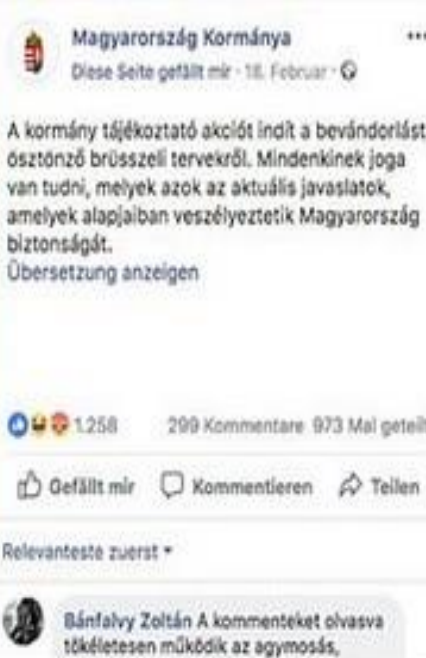 Magyarország Kormánya
Diese Seite gefällt mir · 18. Februar ·
A kormány tájékoztató akciót indít a bevándorlást
ösztönző brüsszeli tervekről. Mindenkinek joga
van tudni, melyek azok az aktuális javaslatok,
amelyek alapjaiban veszélyeztetik Magyarország
biztonságát.
Übersetzung anzeigen
1.258 299 Kommentare 973 Mal geteilt
Gefällt mir Kommentieren Teilen
Relevanteste zuerst
Bánfalvy Zoltán A kommenteket olvasva
tökéletesen működik az agymosás,